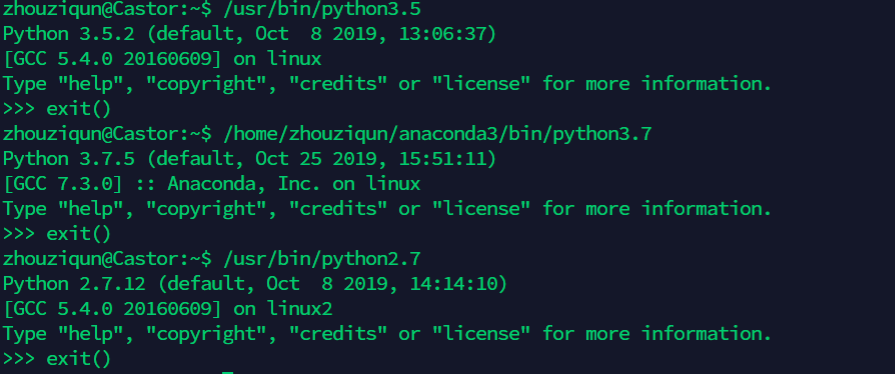 zhouziqun@Castor:~$ /usr/bin/python3.5
Python 3.5.2 (default, Oct  8 2019, 13:06:37)
[GCC 5.4.0 20160609] on linux
Type "help", "copyright", "credits" or "license" for more information.
>>> exit()
zhouziqun@Castor:~$ /home/zhouziqun/anaconda3/bin/python3.7
Python 3.7.5 (default, Oct 25 2019, 15:51:11)
[GCC 7.3.0] :: Anaconda, Inc. on linux
Type "help", "copyright", "credits" or "license" for more information.
>>> exit()
zhouziqun@Castor:~$ /usr/bin/python2.7
Python 2.7.12 (default, Oct  8 2019, 14:14:10)
[GCC 5.4.0 20160609] on linux2
Type "help", "copyright", "credits" or "license" for more information.
>>> exit()